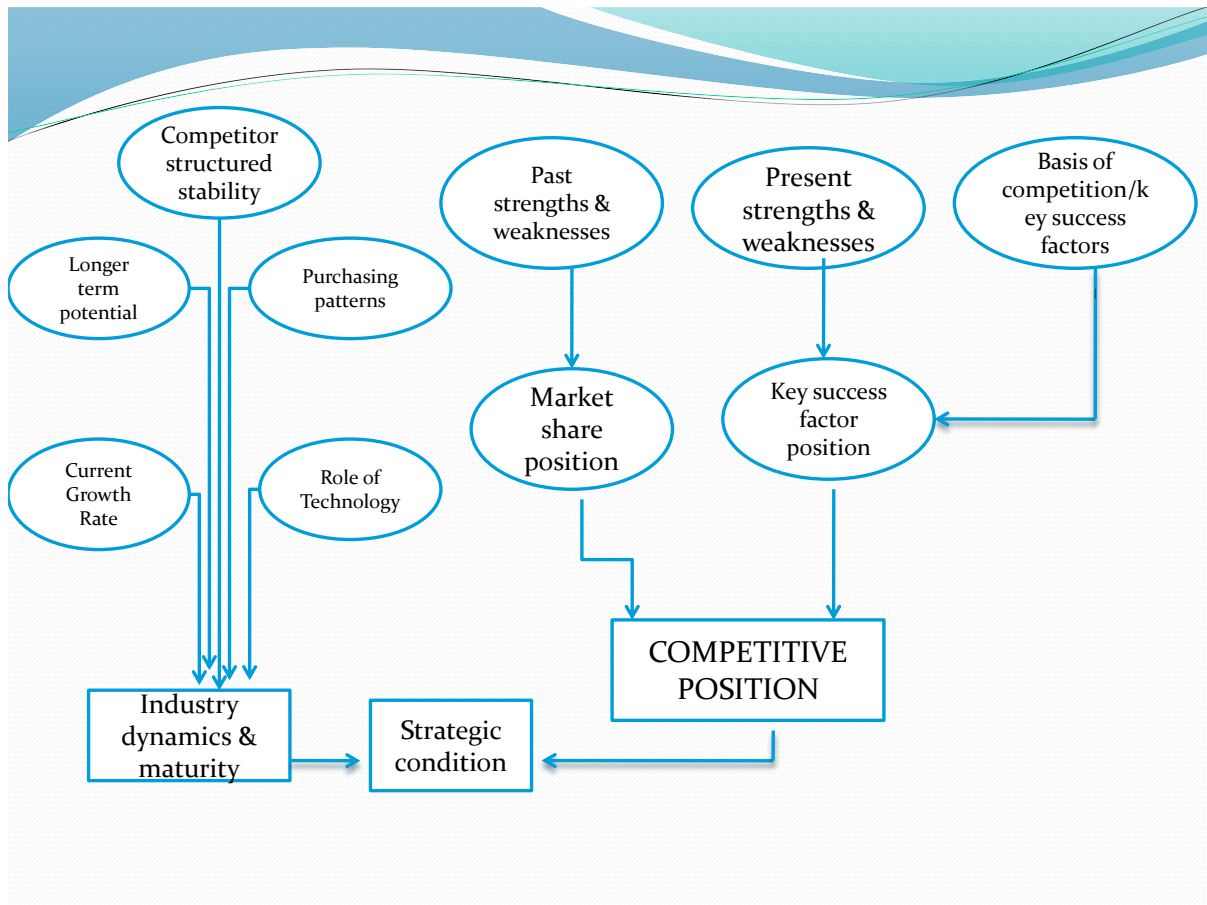 Competitor
structured
stability
Past
strengths &
weaknesses
Present
strengths &
weaknesses
Basis of
competition/k
ey success
factors
Longer
term
potential
Purchasing
patterns
Market
share
position
Key success
factor
position
Current
Growth
Rate
Role of
Technology
COMPETITIVE
POSITION
Industry
dynamics &
maturity
Strategic
condition